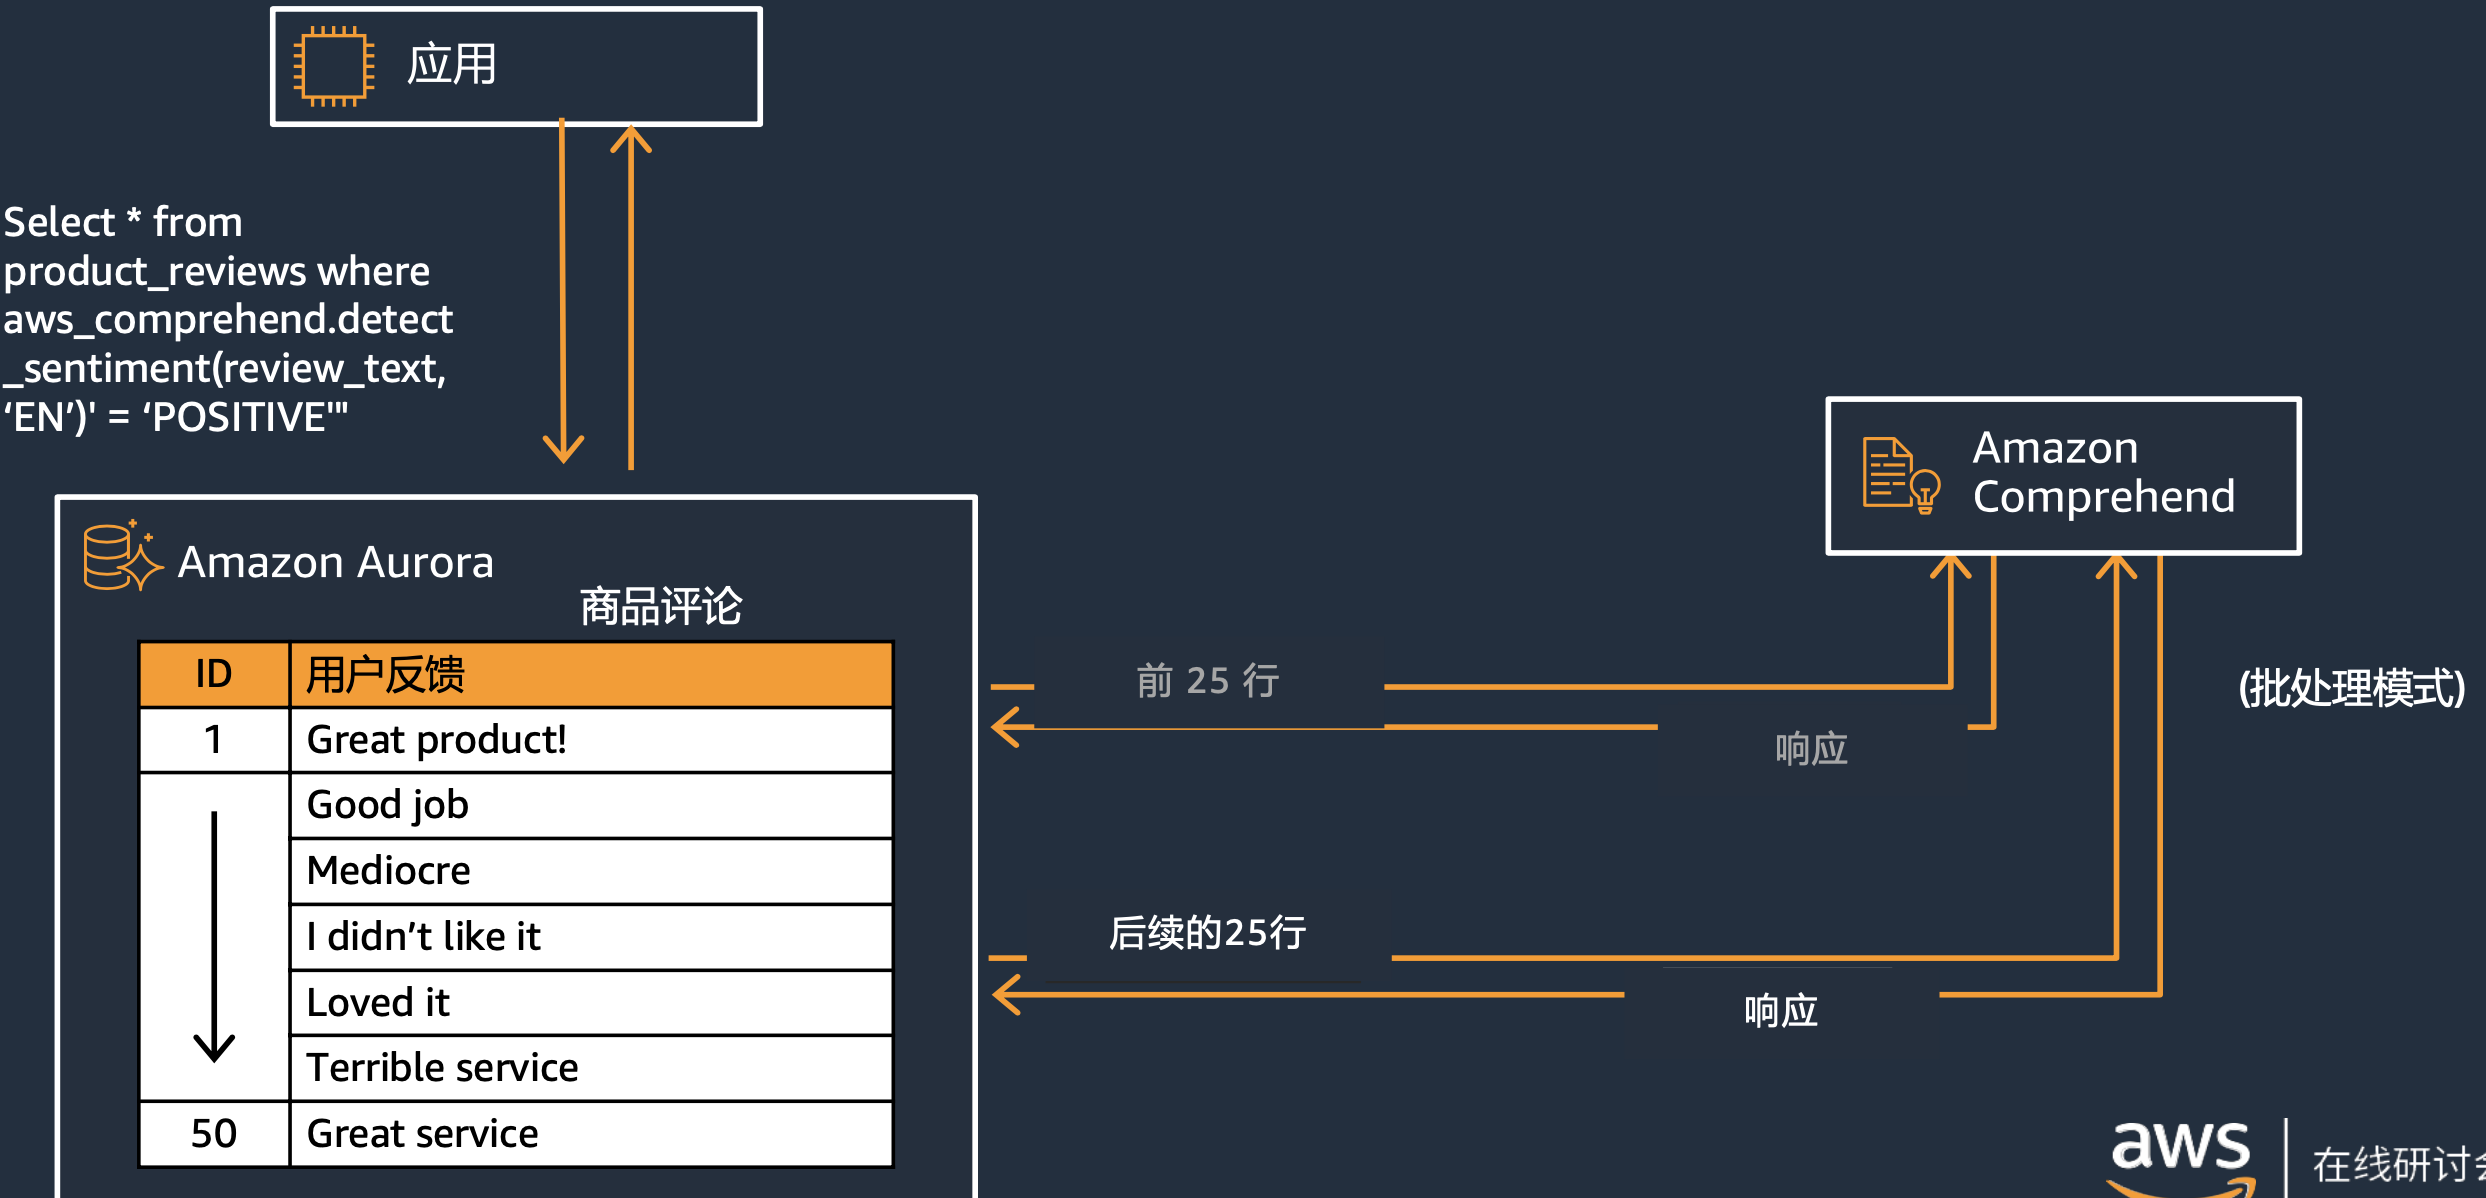 应用
Select * from
product_reviews where
aws_comprehend.detect
_sentiment(review_text,
‘EN’)' = ‘POSITIVE'"
Amazon Aurora
商品评论
ID 用户反馈
1 Great product!
Good job
Mediocre
I didn’t like it
Loved it
Terrible service
50 Great service
前 25 行
响应
后续的25行
响应
Amazon
Comprehend
(批处理模式)
aws 在线研讨